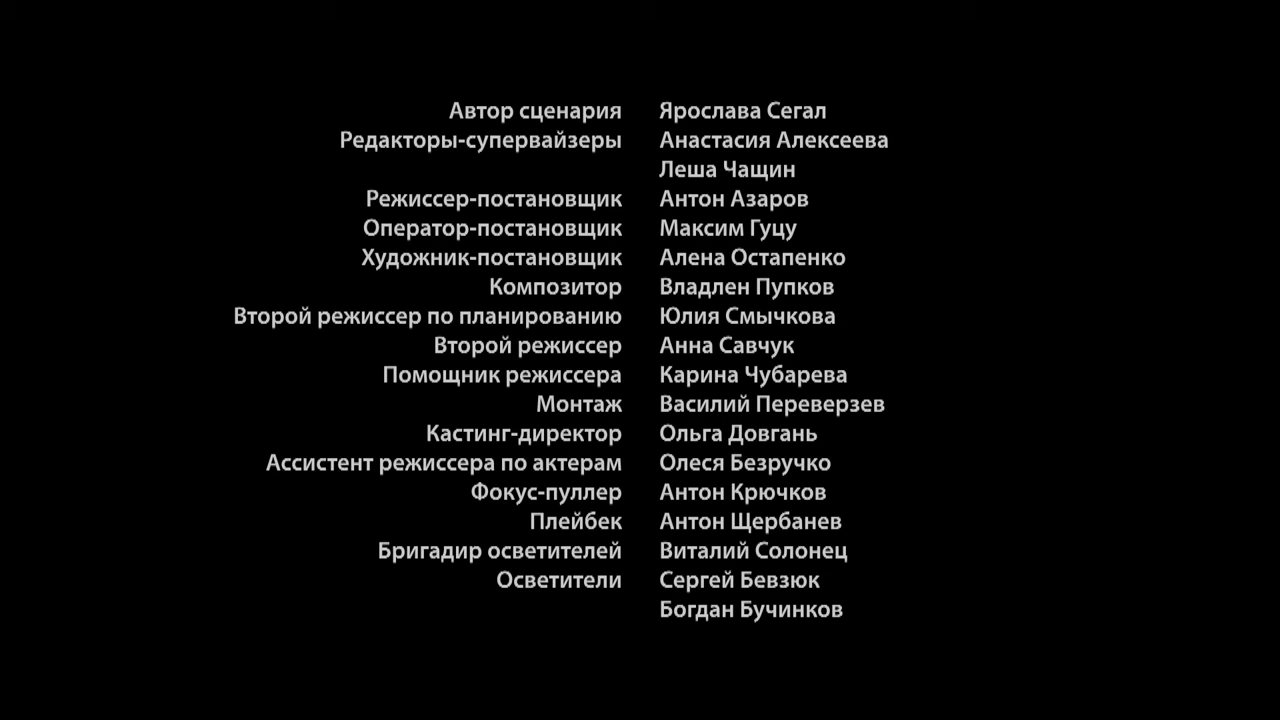 Автор сценария Ярослава Сегал
Редакторы-супервайзеры Анастасия Алексеева
Леша Чащин
Режиссер-постановщик Антон Азаров
Оператор-постановщик Максим Гуцу
Художник-постановщик Алена Остапенко
Композитор Владлен Пупков
Второй режиссер по планированию Юлия Смычкова
Второй режиссер Анна Савчук
Помощник режиссера Карина Чубарева
Монтаж Василий Переверзев
Кастинг-директор Ольга Довгань
Ассистент режиссера по актерам Олеся Безручко
Фокус-пуллер Антон Крючков
Плейбек Антон Щербанев
Бригадир осветителей Виталий Солонец
Осветители Сергей Бевзюк
Богдан Бучинков